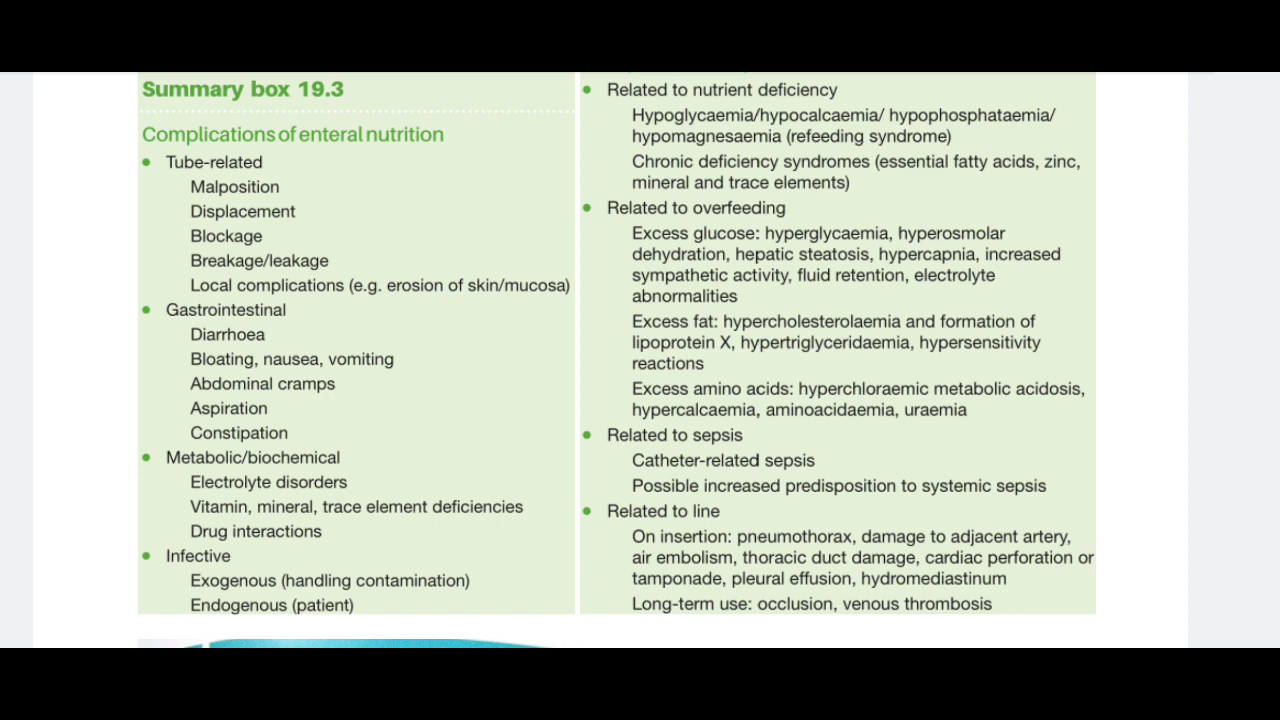 Summary box 19.3
Complications of enteral nutrition
• Tube-related
Malposition
Displacement
Blockage
Breakage/leakage
Local complications (e.g. erosion of skin/mucosa)
• Gastrointestinal
Diarrhoea
Bloating, nausea, vomiting
Abdominal cramps
Aspiration
Constipation
• Metabolic/biochemical
Electrolyte disorders
Vitamin, mineral, trace element deficiencies
Drug interactions
• Infective
Exogenous (handling contamination)
Endogenous (patient)
• Related to nutrient deficiency
Hypoglycaemia/hypocalcaemia/ hypophosphataemia/
hypomagnesaemia (refeeding syndrome)
Chronic deficiency syndromes (essential fatty acids, zinc,
mineral and trace elements)
• Related to overfeeding
Excess glucose: hyperglycaemia, hyperosmolar
dehydration, hepatic steatosis, hypercapnia, increased
sympathetic activity, fluid retention, electrolyte
abnormalities
Excess fat: hypercholesterolaemia and formation of
lipoprotein X, hypertriglyceridaemia, hypersensitivity
reactions
Excess amino acids: hyperchloraemic metabolic acidosis,
hypercalcaemia, aminoacidaemia, uraemia
• Related to sepsis
Catheter-related sepsis
Possible increased predisposition to systemic sepsis
• Related to line
On insertion: pneumothorax, damage to adjacent artery,
air embolism, thoracic duct damage, cardiac perforation or
tamponade, pleural effusion, hydromediastinum
Long-term use: occlusion, venous thrombosis